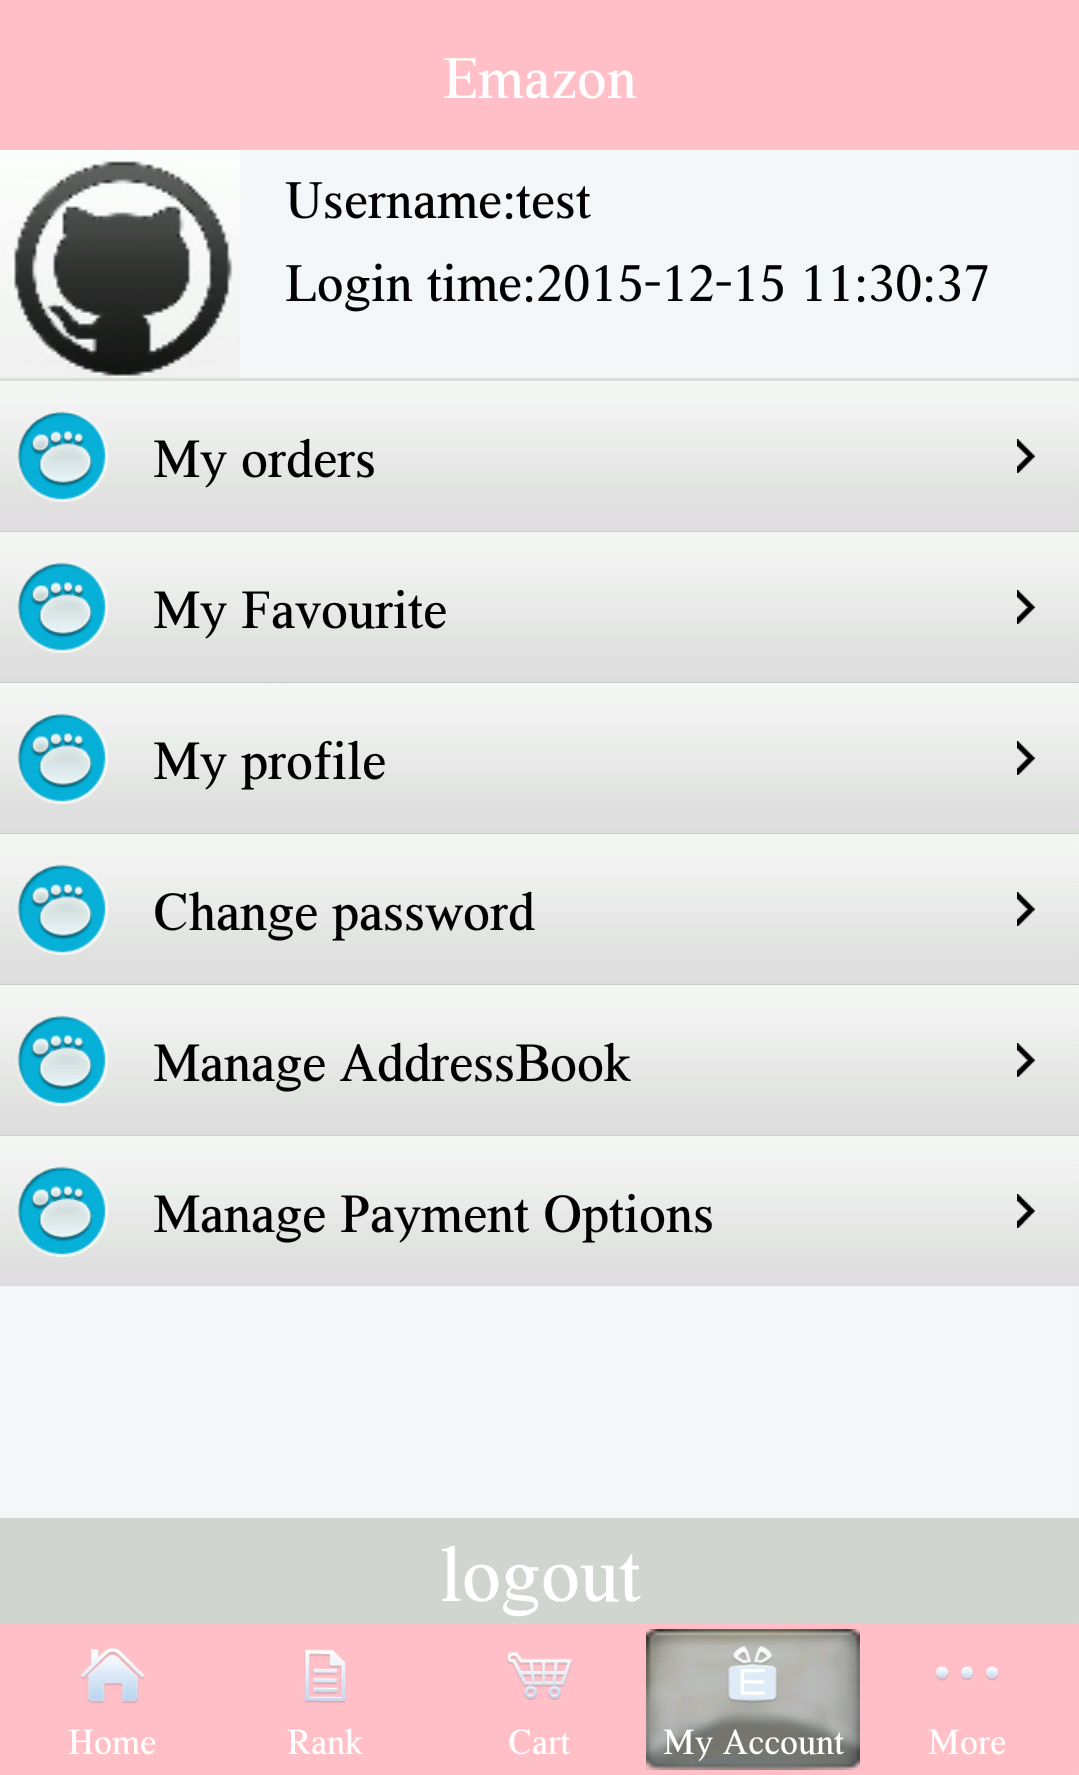 Emazon
Username:test
Login time:2015-12-15 11:30:37
My orders
My Favourite
My profile
Change password
Manage AddressBook
Manage Payment Options
logout
E
Home
Rank
Cart
My Account
More